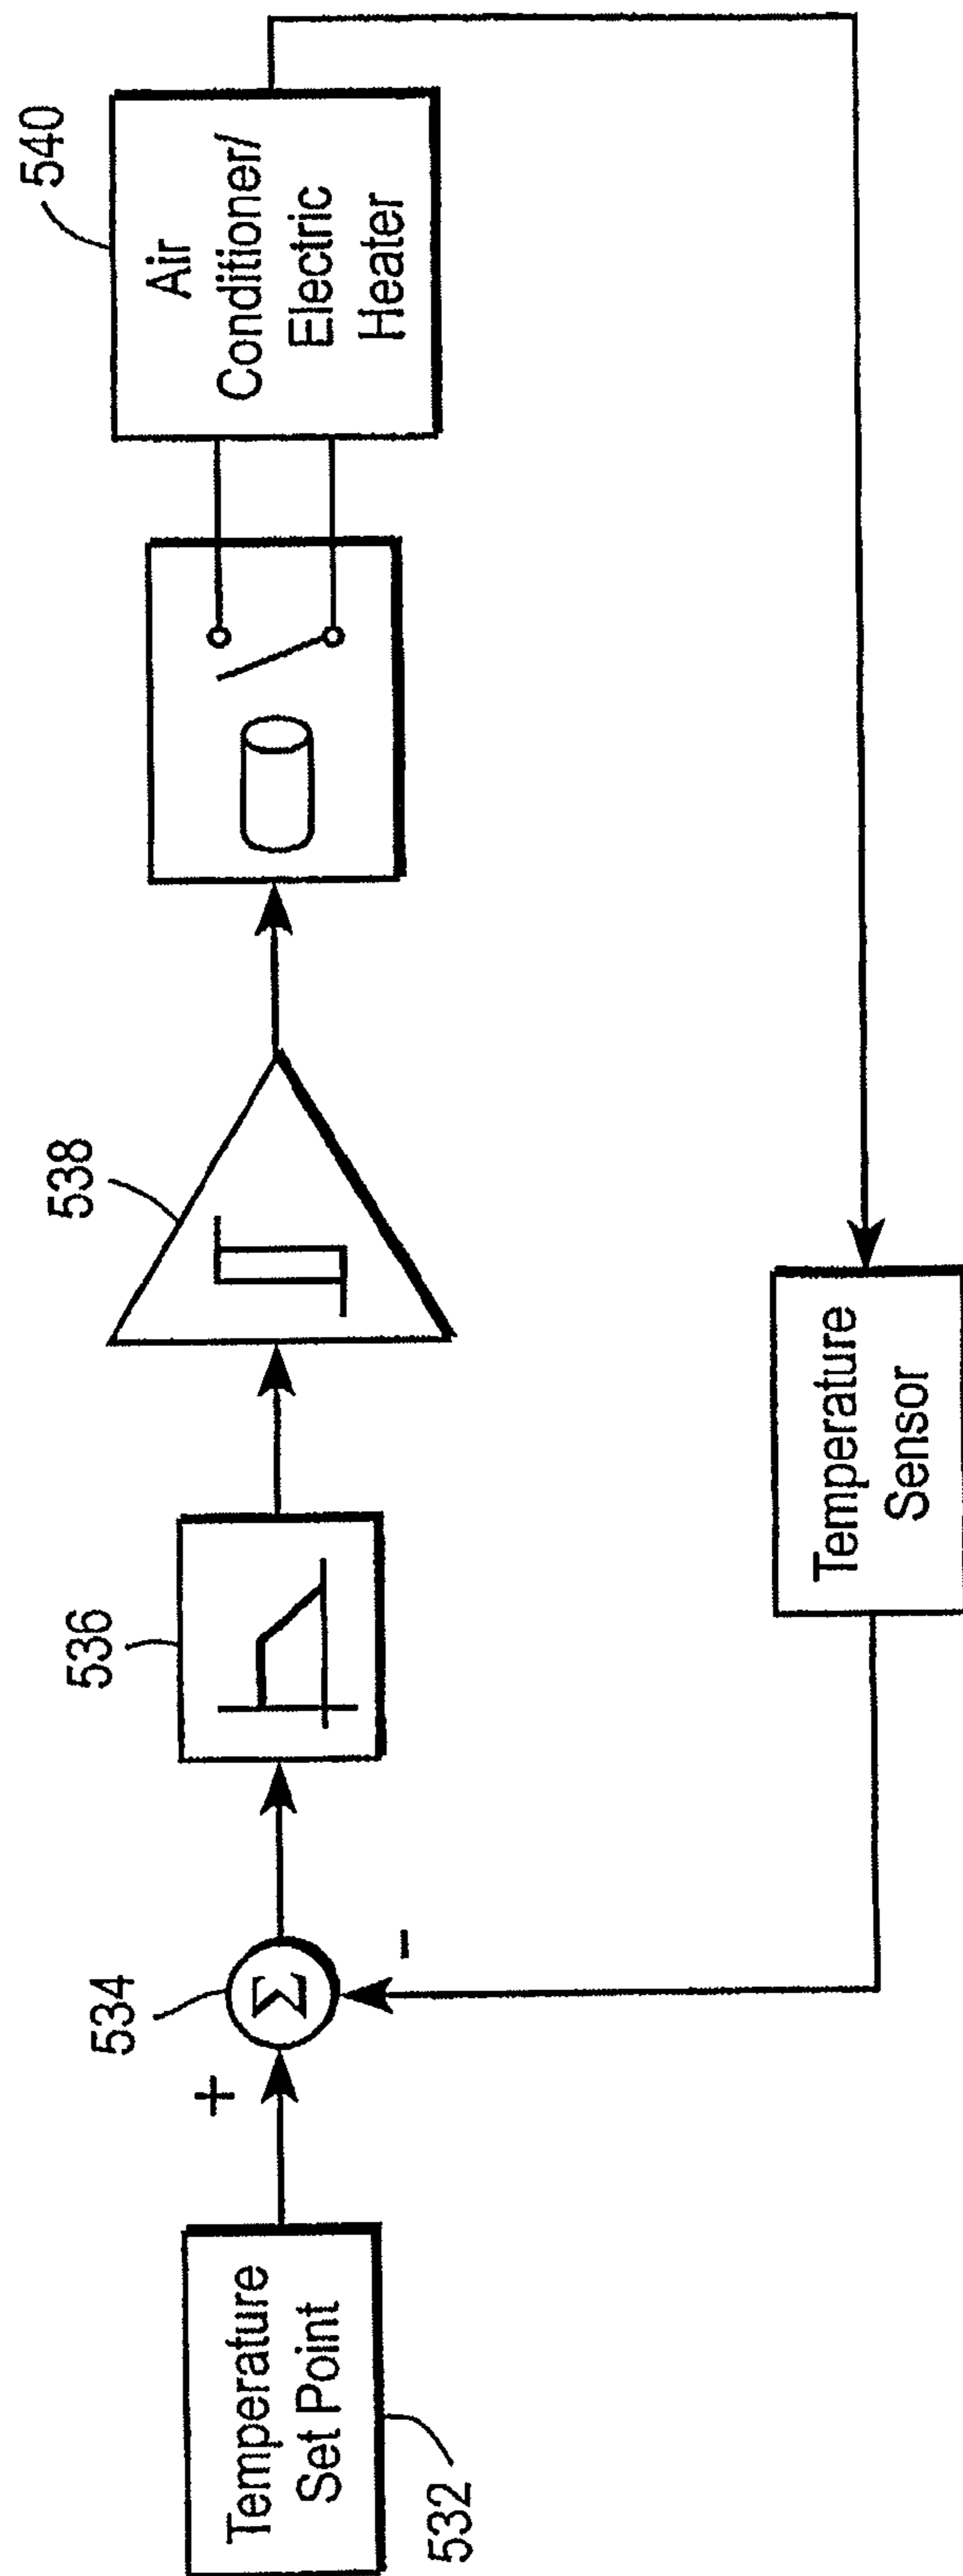 532
Temperature
Set Point
+
534
Σ
-
536
538
540
Air
Conditioner/
Electric
Heater
Temperature
Sensor